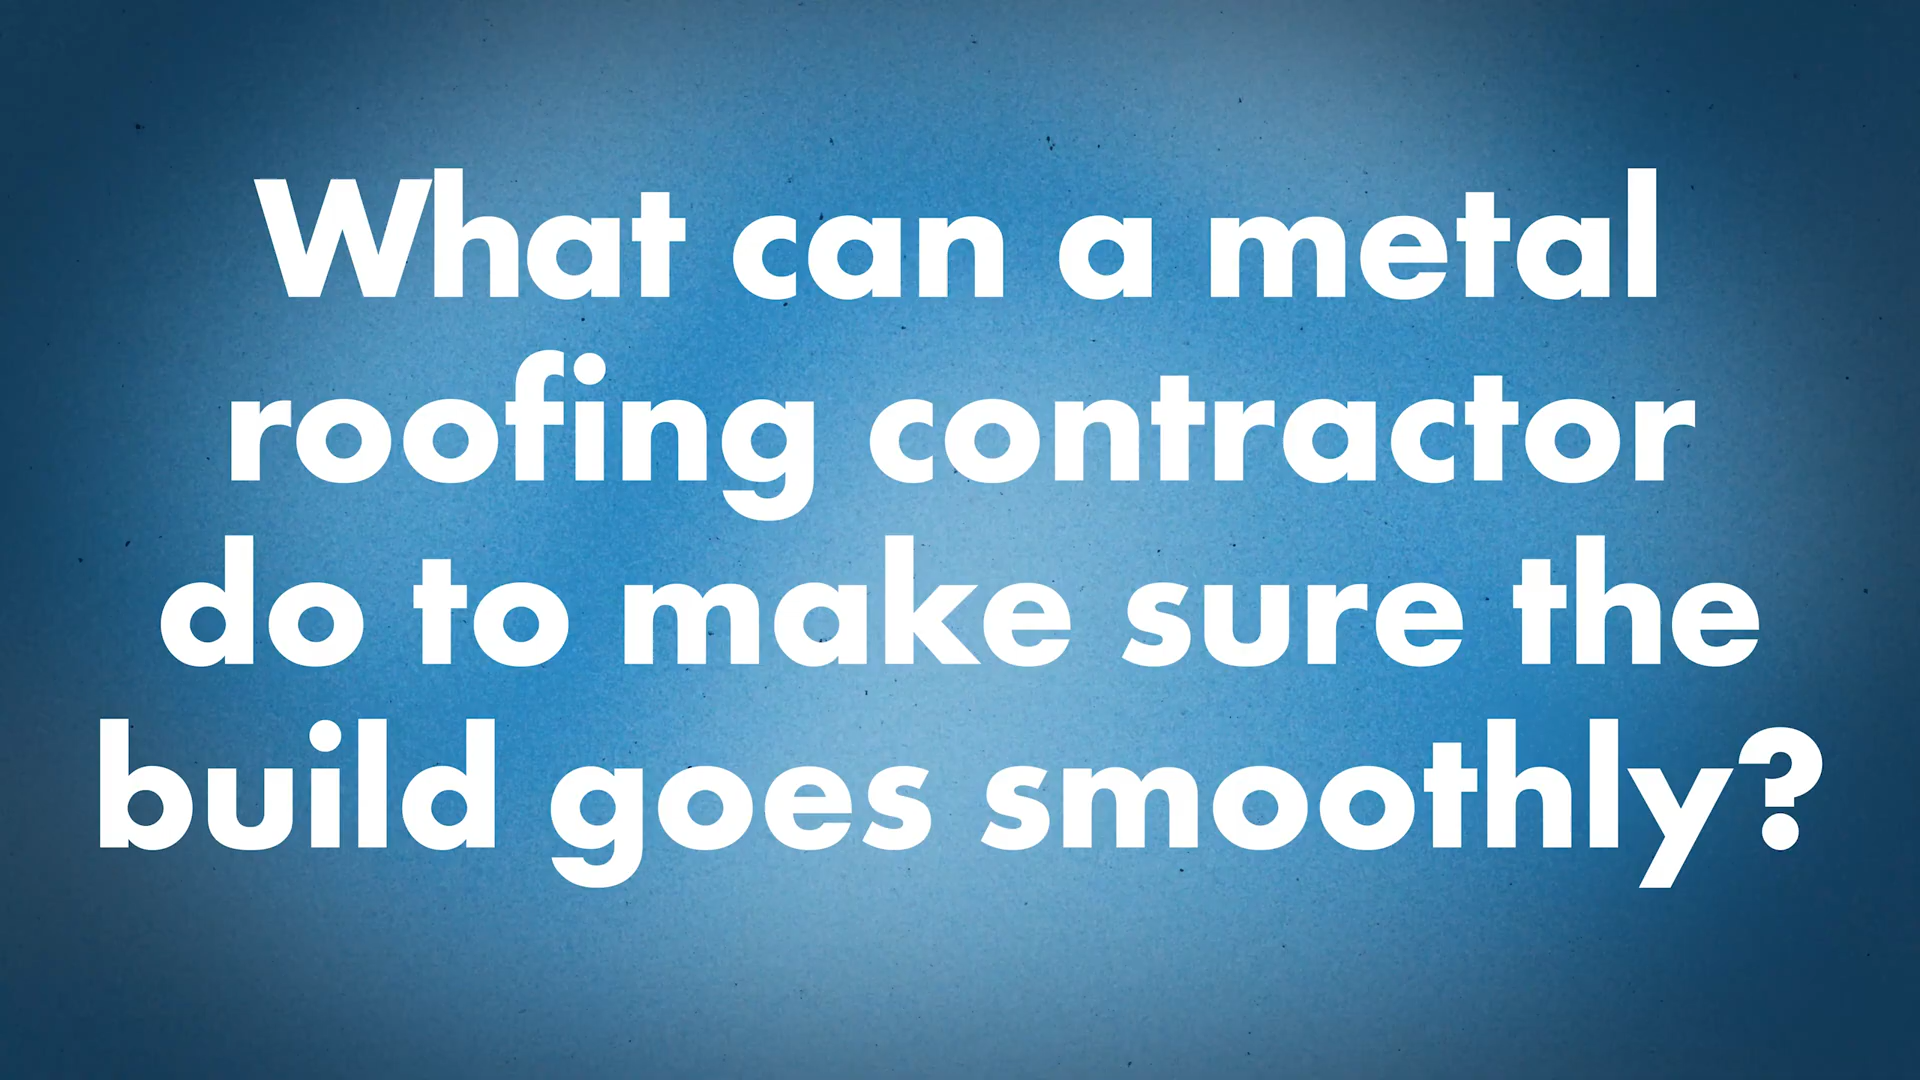 What can a metal
roofing contractor
do to make sure the
build goes smoothly?